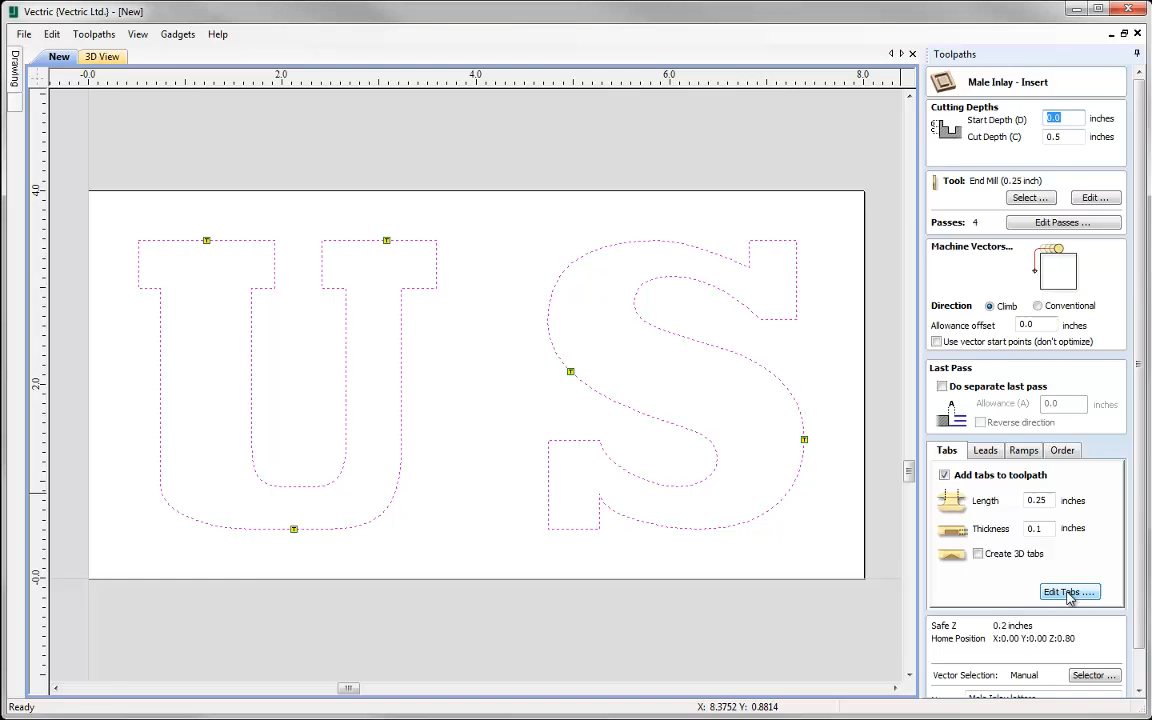 Vectric {Vectric Ltd.} - [New]
File Edit Toolpaths View Gadgets Help
Drawing
New 3D View
-0.0 2.0 4.0 6.0 8.0
4.0
2.0
-0.0
T T
T
T
T
Toolpaths
Male Inlay - Insert
Cutting Depths
Start Depth (D) 0.0 inches
Cut Depth (C) 0.5 inches
Tool: End Mill (0.25 inch)
Select ... Edit ...
Passes: 4 Edit Passes ...
Machine Vectors...
Direction Climb Conventional
Allowance offset 0.0 inches
Use vector start points (don't optimize)
Last Pass
Do separate last pass
A Allowance (A) 0.0 inches
Reverse direction
Tabs Leads Ramps Order
Add tabs to toolpath
Length 0.25 inches
Thickness 0.1 inches
Create 3D tabs
Edit Tabs ....
Safe Z 0.2 inches
Home Position X:0.00 Y:0.00 Z:0.80
Vector Selection: Manual Selector ...
Male Inlay letters
Ready X: 8.3752 Y: 0.8814